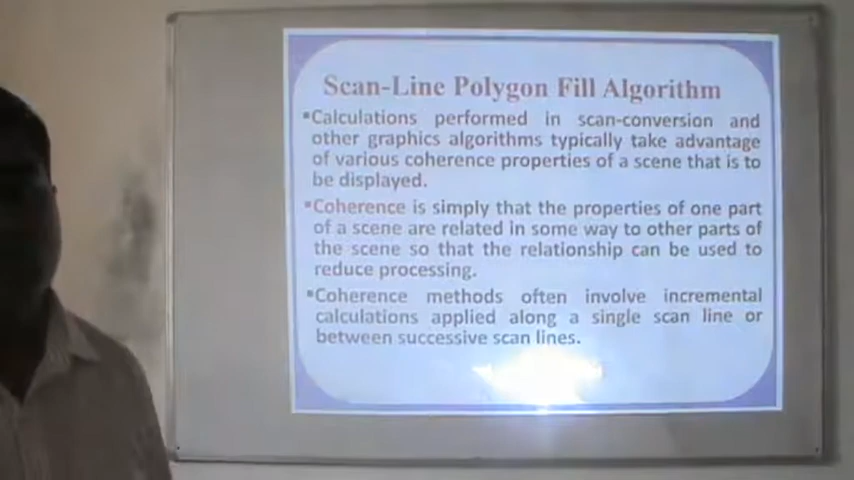 Scan-Line Polygon Fill Algorithm
▪Calculations performed in scan-conversion and
other graphics algorithms typically take advantage
of various coherence properties of a scene that is to
be displayed.
▪Coherence is simply that the properties of one part
of a scene are related in some way to other parts of
the scene so that the relationship can be used to
reduce processing.
▪Coherence methods often involve incremental
calculations applied along a single scan line or
between successive scan lines.